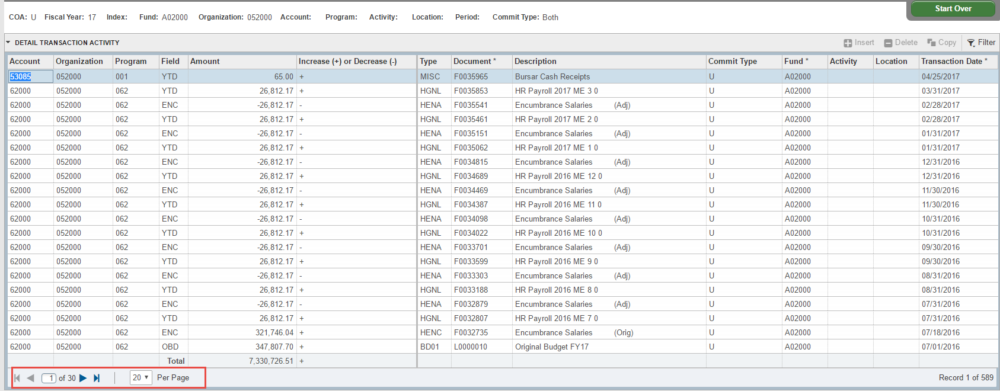 Start Over
COA: U Fiscal Year: 17 Index: Fund: A02000 Organization: 052000 Account: Program: Activity: Location: Period: Commit Type: Both
DETAIL TRANSACTION ACTIVITY Insert Delete Copy Filter
Account Organization Program Field Amount Increase (+) or Decrease (-) Type Document * Description Commit Type Fund * Activity Location Transaction Date *
53085 052000 001 YTD 65.00 + MISC F0035965 Bursar Cash Receipts U A02000 04/25/2017
62000 052000 062 YTD 26,812.17 + HGNL F0035853 HR Payroll 2017 ME 3 0 U A02000 03/31/2017
62000 052000 062 ENC -26,812.17 - HENA F0035541 Encumbrance Salaries (Adj) U A02000 02/28/2017
62000 052000 062 YTD 26,812.17 + HGNL F0035461 HR Payroll 2017 ME 2 0 U A02000 02/28/2017
62000 052000 062 ENC -26,812.17 - HENA F0035151 Encumbrance Salaries (Adj) U A02000 01/31/2017
62000 052000 062 YTD 26,812.17 + HGNL F0035062 HR Payroll 2017 ME 1 0 U A02000 01/31/2017
62000 052000 062 ENC -26,812.17 - HENA F0034815 Encumbrance Salaries (Adj) U A02000 12/31/2016
62000 052000 062 YTD 26,812.17 + HGNL F0034689 HR Payroll 2016 ME 12 0 U A02000 12/31/2016
62000 052000 062 ENC -26,812.17 - HENA F0034469 Encumbrance Salaries (Adj) U A02000 11/30/2016
62000 052000 062 YTD 26,812.17 + HGNL F0034387 HR Payroll 2016 ME 11 0 U A02000 11/30/2016
62000 052000 062 ENC -26,812.17 - HENA F0034098 Encumbrance Salaries (Adj) U A02000 10/31/2016
62000 052000 062 YTD 26,812.17 + HGNL F0034022 HR Payroll 2016 ME 10 0 U A02000 10/31/2016
62000 052000 062 ENC -26,812.17 - HENA F0033701 Encumbrance Salaries (Adj) U A02000 09/30/2016
62000 052000 062 YTD 26,812.17 + HGNL F0033599 HR Payroll 2016 ME 9 0 U A02000 09/30/2016
62000 052000 062 ENC -26,812.17 - HENA F0033303 Encumbrance Salaries (Adj) U A02000 08/31/2016
62000 052000 062 YTD 26,812.17 + HGNL F0033188 HR Payroll 2016 ME 8 0 U A02000 08/31/2016
62000 052000 062 ENC -26,812.17 - HENA F0032879 Encumbrance Salaries (Adj) U A02000 07/31/2016
62000 052000 062 YTD 26,812.17 + HGNL F0032807 HR Payroll 2016 ME 7 0 U A02000 07/31/2016
62000 052000 062 ENC 321,746.04 + HENC F0032735 Encumbrance Salaries (Orig) U A02000 07/18/2016
62000 052000 062 OBD 347,807.70 + BD01 L0000010 Original Budget FY17 U A02000 07/01/2016
Total 7,330,726.51 +
1 of 30 20 Per Page Record 1 of 589